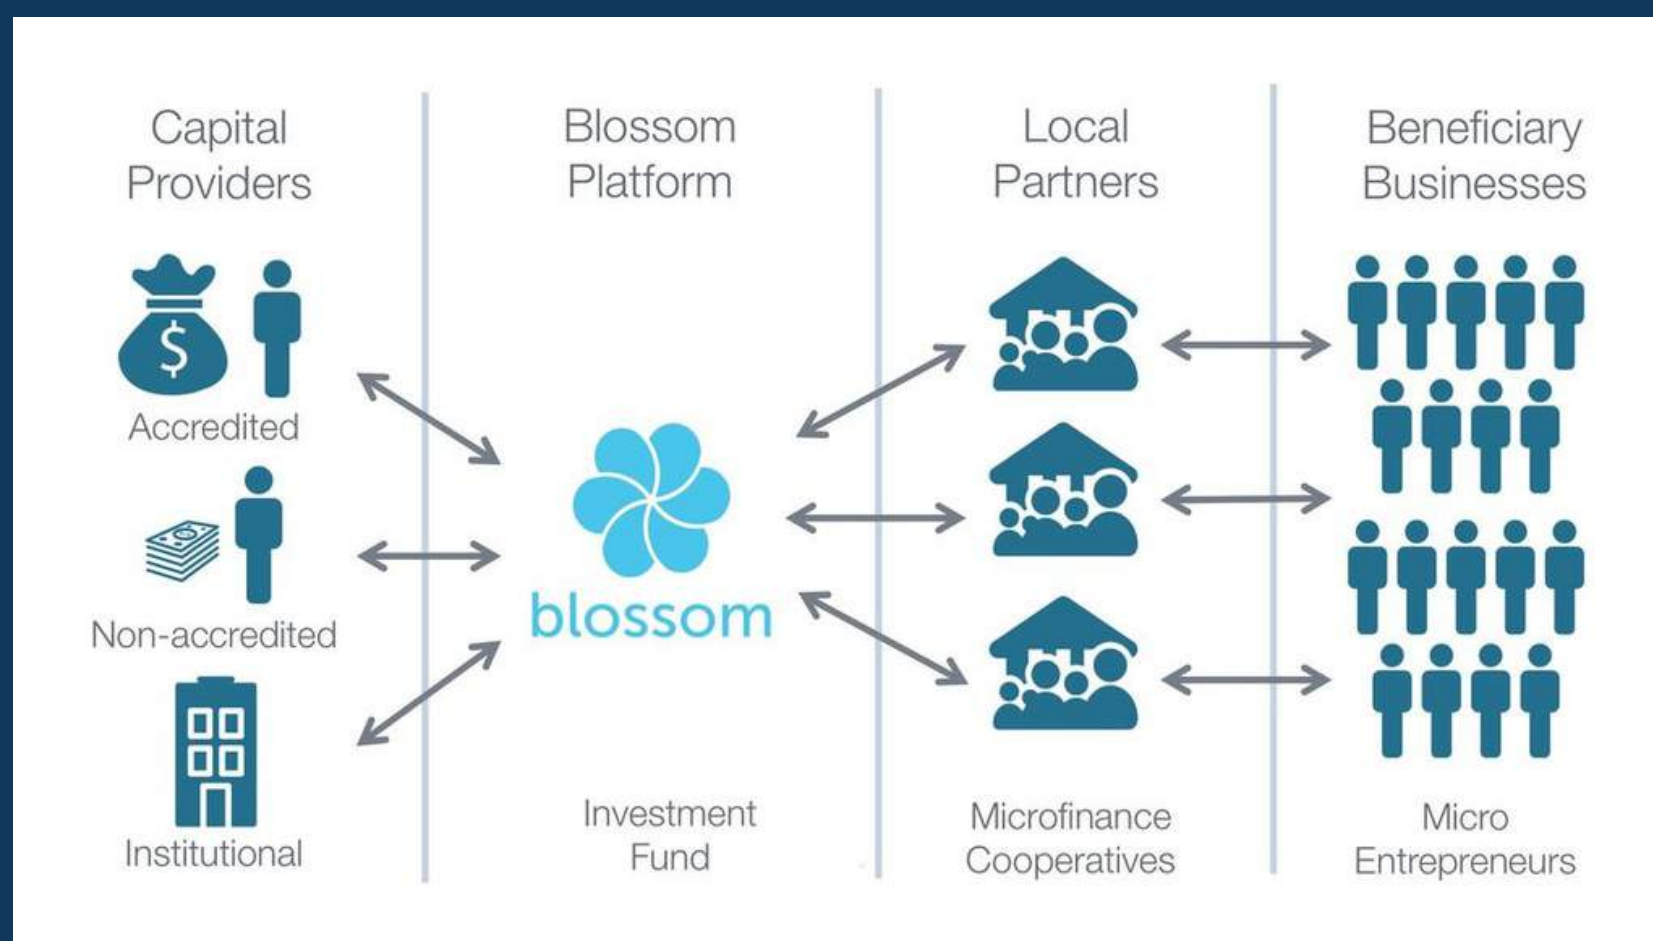 Capital
Providers
Blossom
Platform
Local
Partners
Beneficiary
Businesses
$
Accredited
Non-accredited
Institutional
blossom
Investment
Fund
Microfinance
Cooperatives
Micro
Entrepreneurs